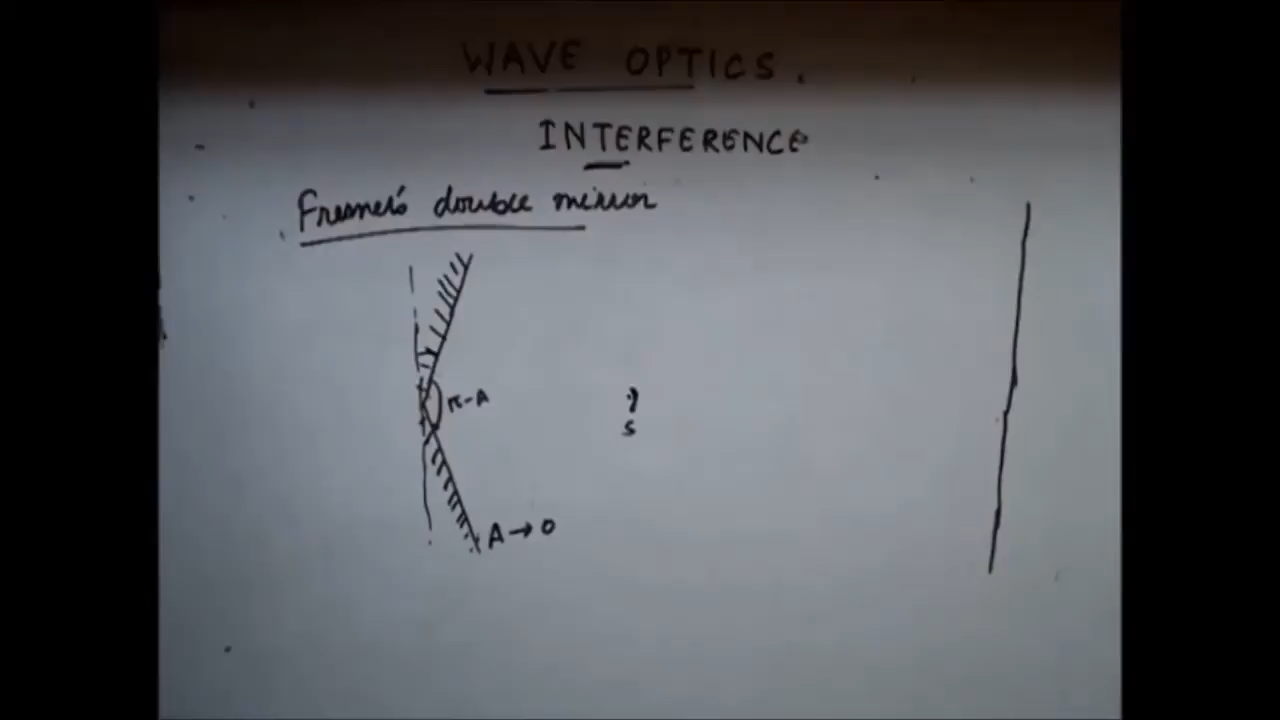 WAVE OPTICS.
INTERFERENCE
Fresnel's double mirror
π-A
S
A→0